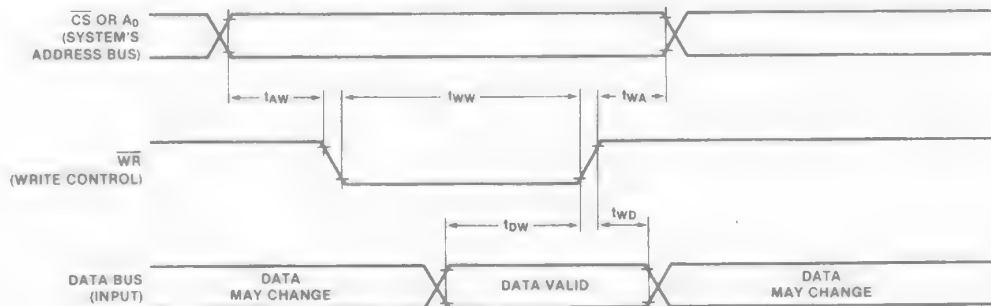 CS OR A0
(SYSTEM'S
ADDRESS BUS)
tAW
tWW
tWA
WR
(WRITE CONTROL)
tDW
tWD
DATA BUS
(INPUT)
DATA
MAY CHANGE
DATA VALID
DATA
MAY CHANGE